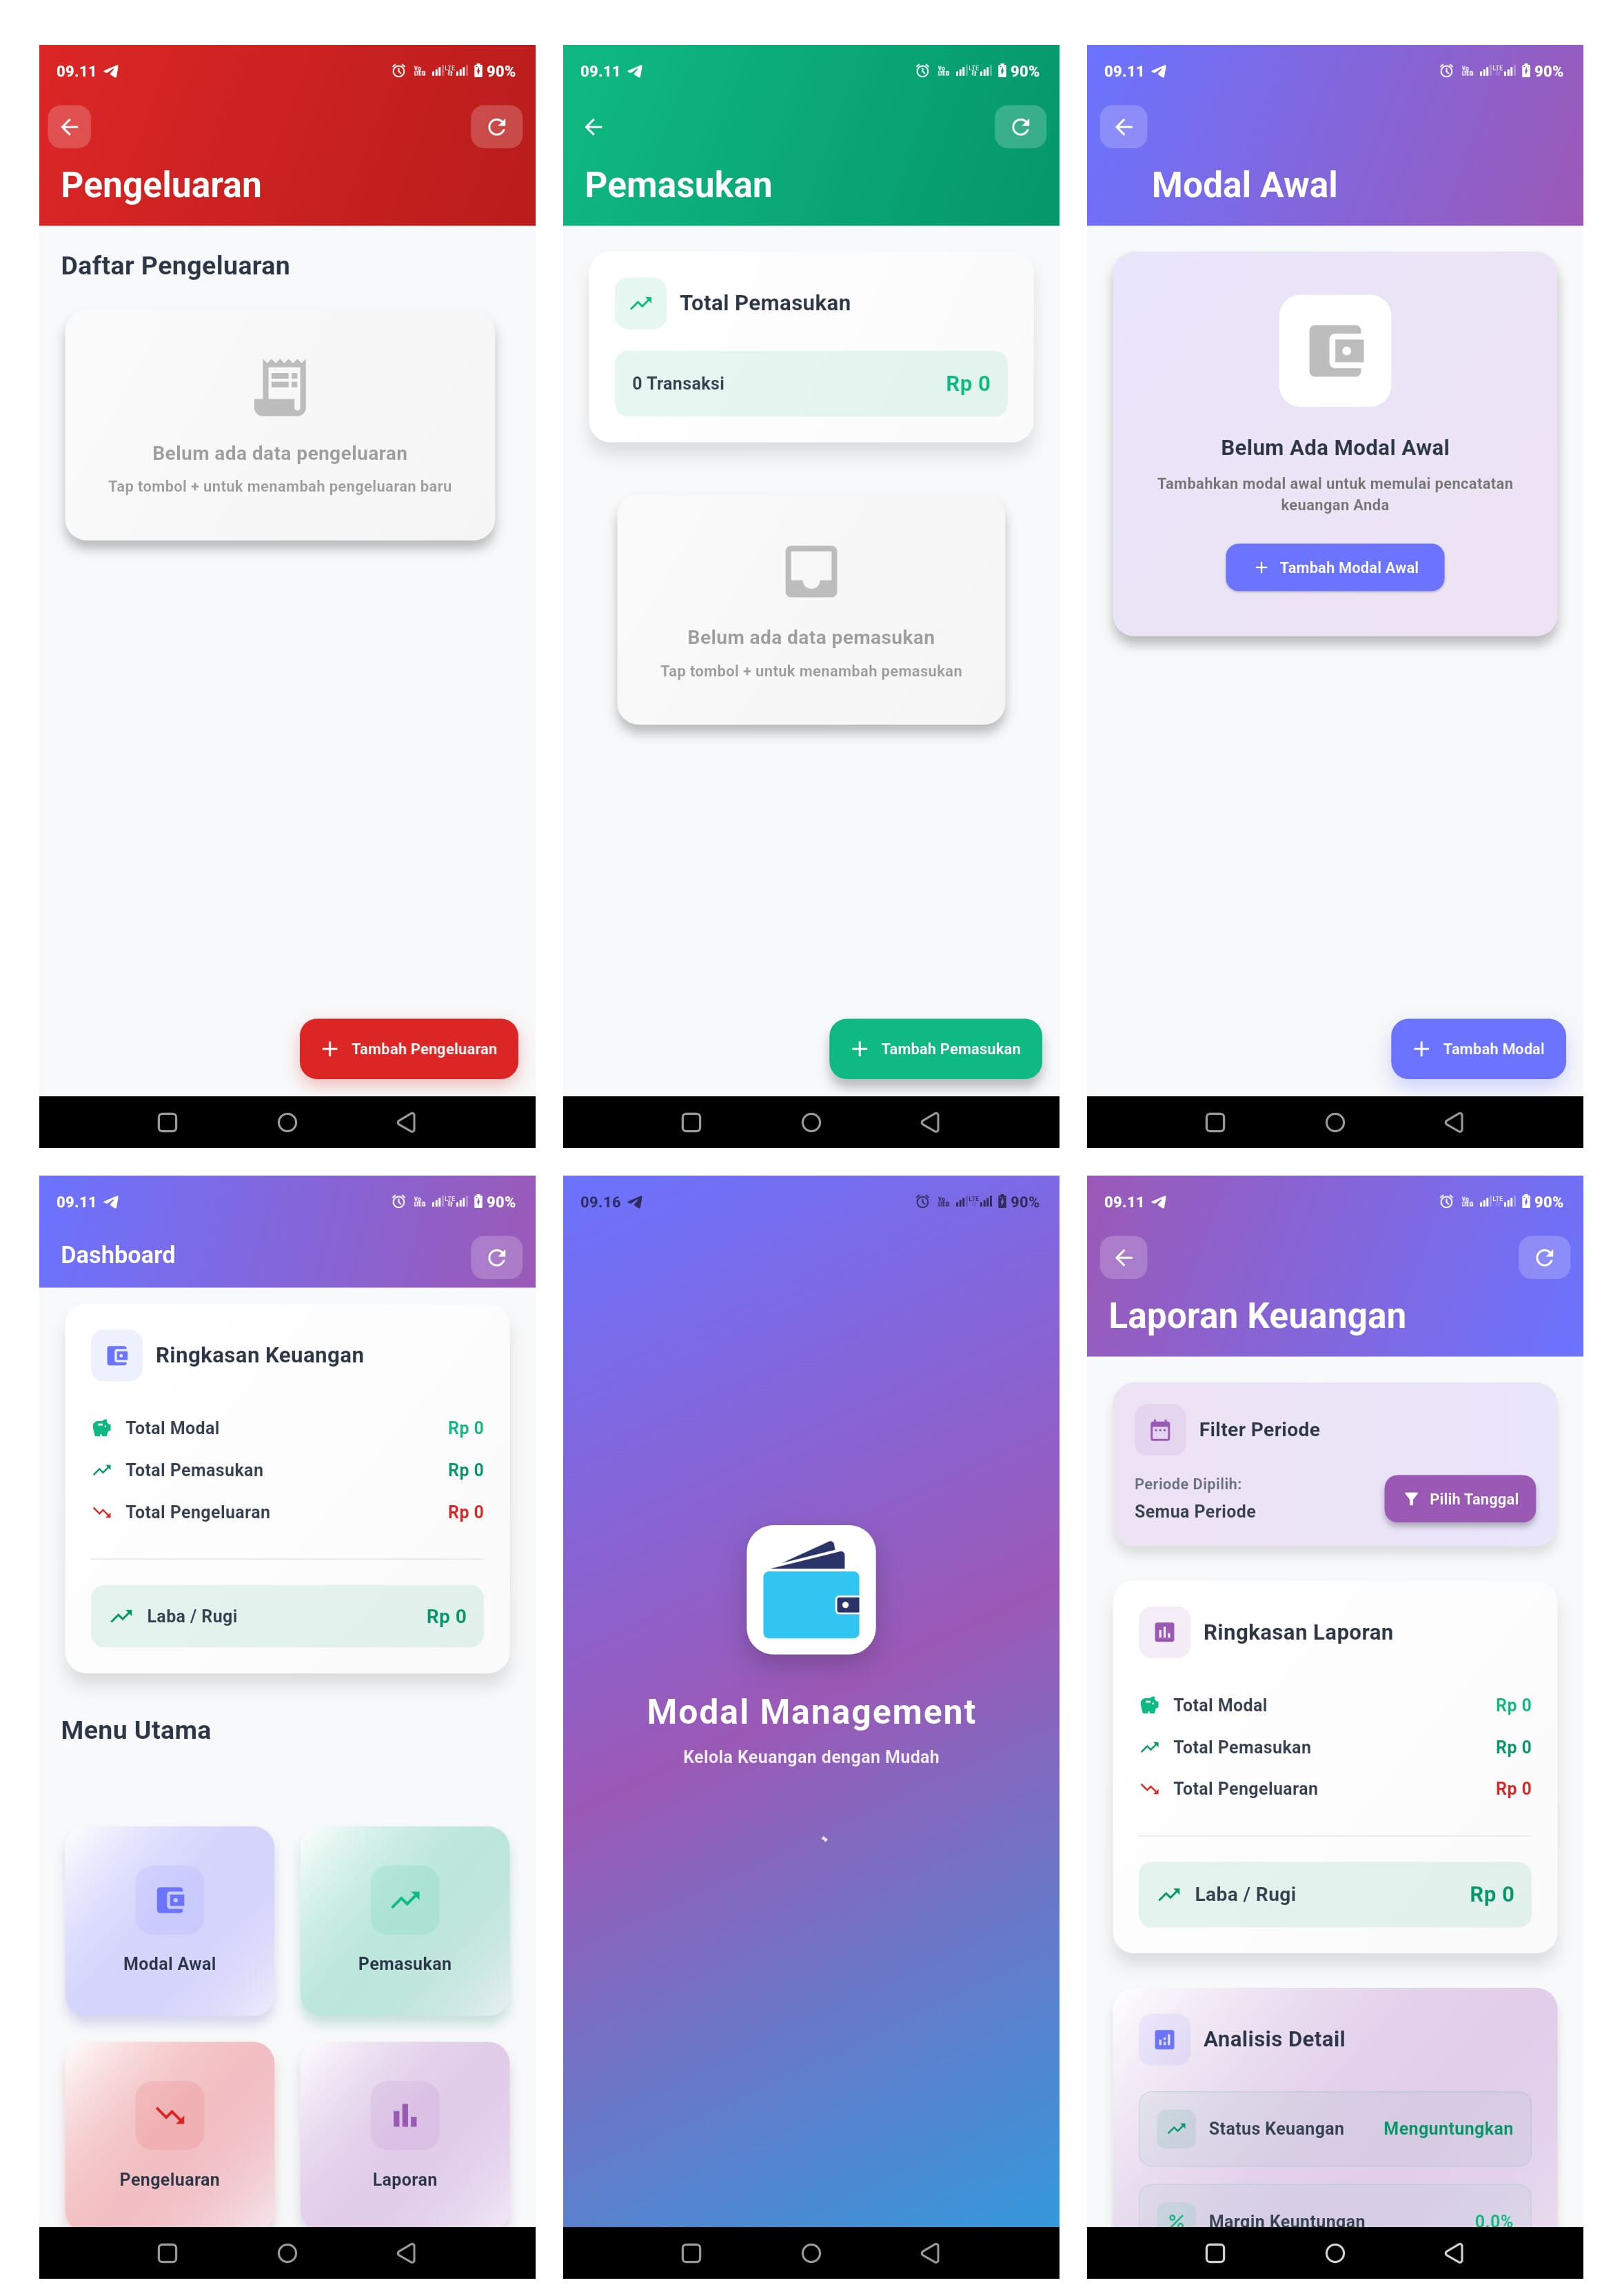 09.11
90%
Pengeluaran
Daftar Pengeluaran
Belum ada data pengeluaran
Tap tombol + untuk menambah pengeluaran baru
+ Tambah Pengeluaran
09.11
90%
Pemasukan
Total Pemasukan
0 Transaksi Rp 0
Belum ada data pemasukan
Tap tombol + untuk menambah pemasukan
+ Tambah Pemasukan
09.11
90%
Modal Awal
Belum Ada Modal Awal
Tambahkan modal awal untuk memulai pencatatan
keuangan Anda
+ Tambah Modal Awal
+ Tambah Modal
09.11
90%
Dashboard
Ringkasan Keuangan
Total Modal Rp 0
Total Pemasukan Rp 0
Total Pengeluaran Rp 0
Laba / Rugi Rp 0
Menu Utama
Modal Awal
Pemasukan
Pengeluaran
Laporan
09.16
90%
Modal Management
Kelola Keuangan dengan Mudah
09.11
90%
Laporan Keuangan
Filter Periode
Periode Dipilih:
Semua Periode
Pilih Tanggal
Ringkasan Laporan
Total Modal Rp 0
Total Pemasukan Rp 0
Total Pengeluaran Rp 0
Laba / Rugi Rp 0
Analisis Detail
Status Keuangan Menguntungkan
% Margin Keuntungan 0.0%